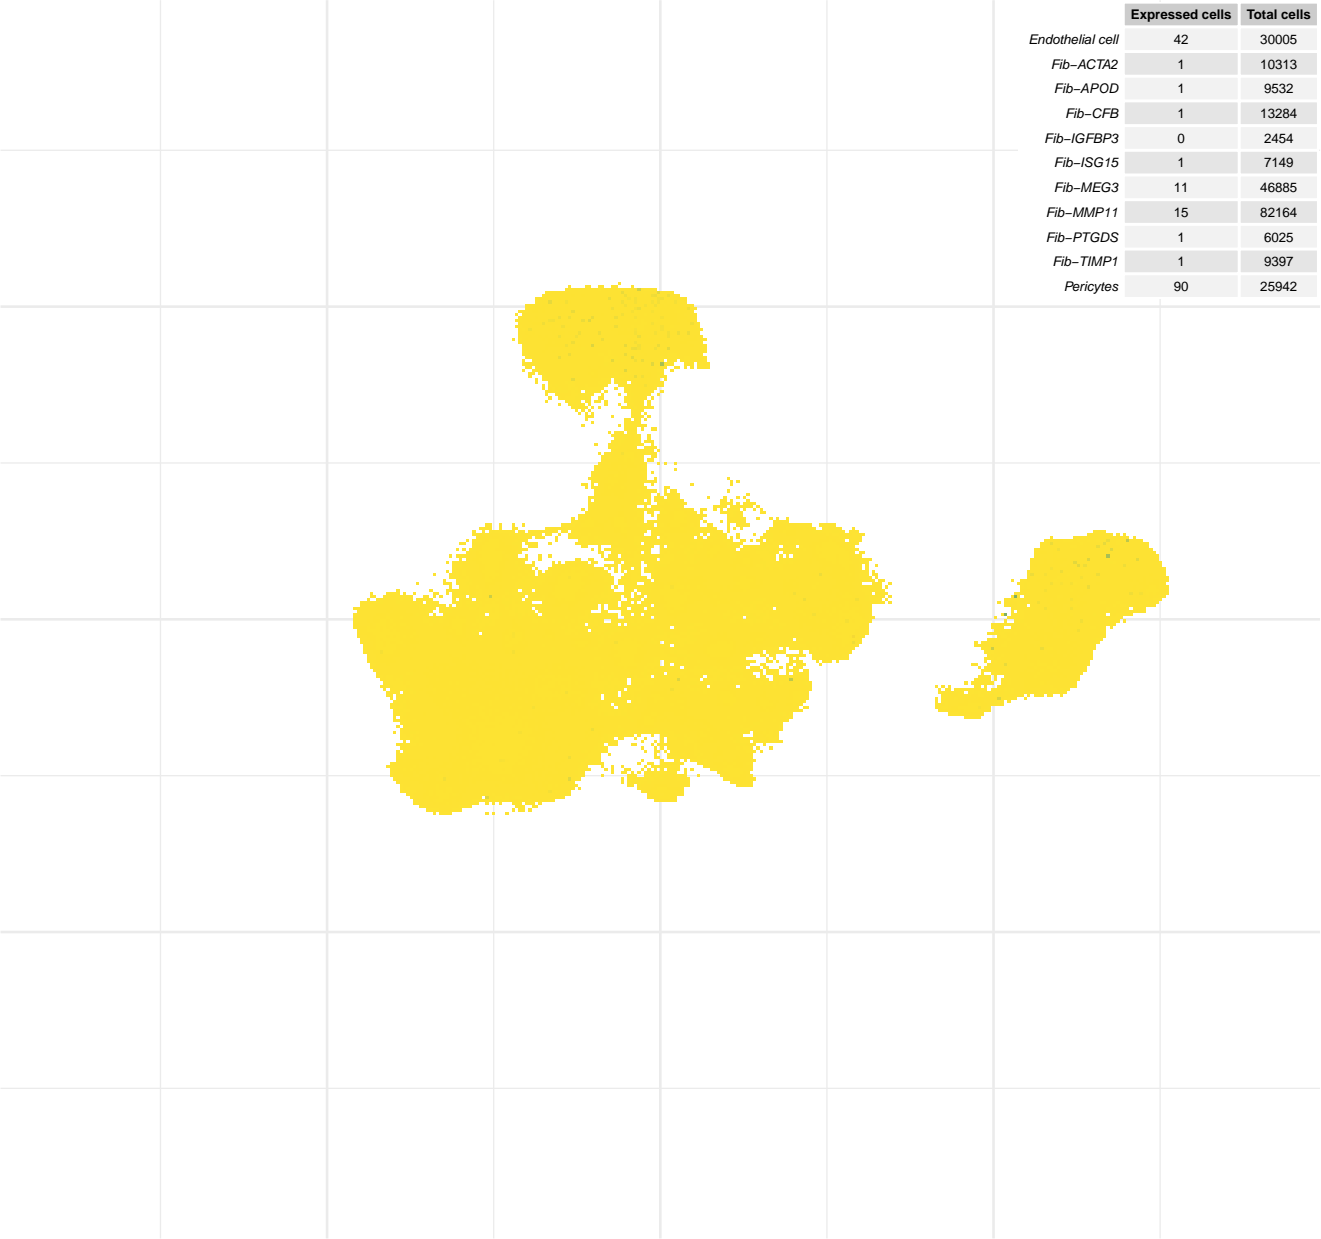 Expressed cells Total cells
Endothelial cell 42 30005
Fib−ACTA2 1 10313
Fib−APOD 1 9532
Fib−CFB 1 13284
Fib−IGFBP3 0 2454
Fib−ISG15 1 7149
Fib−MEG3 11 46885
Fib−MMP11 15 82164
Fib−PTGDS 1 6025
Fib−TIMP1 1 9397
Pericytes 90 25942